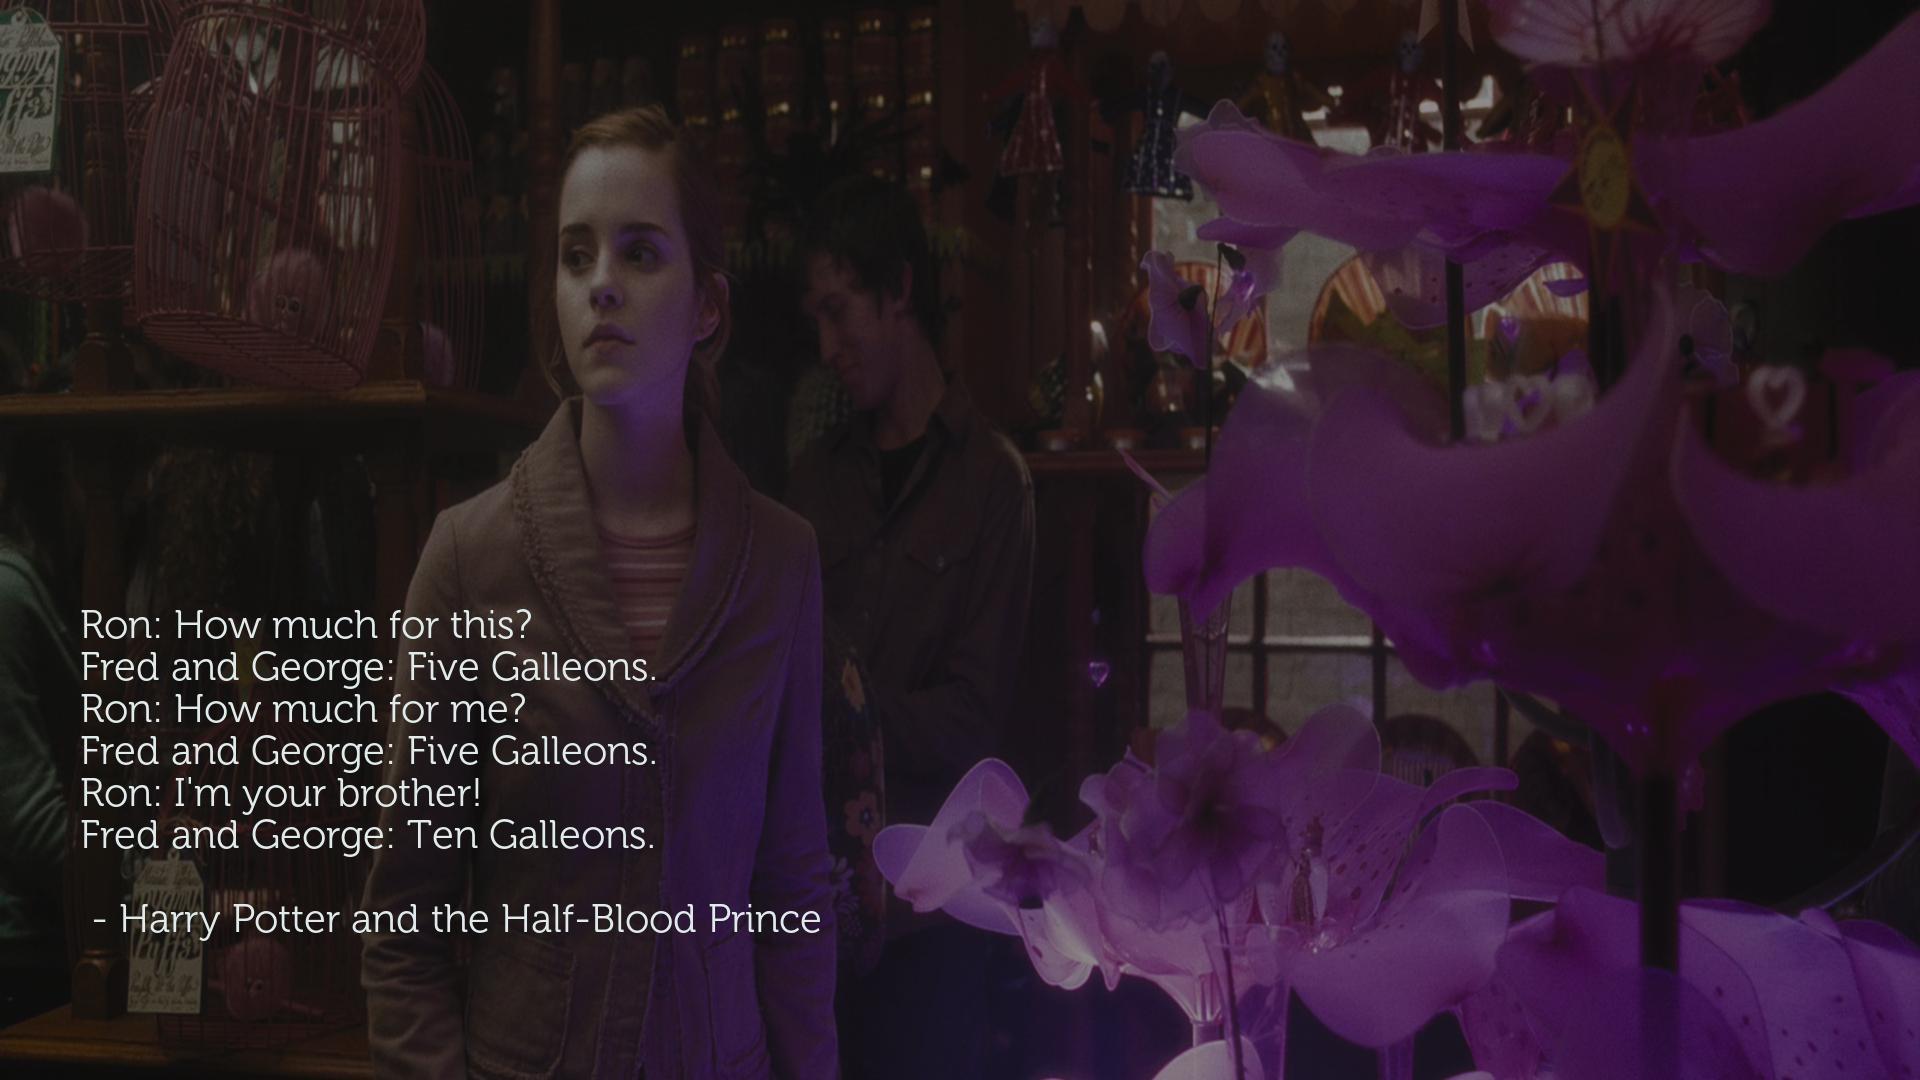 Ron: How much for this?
Fred and George: Five Galleons.
Ron: How much for me?
Fred and George: Five Galleons.
Ron: I'm your brother!
Fred and George: Ten Galleons.
- Harry Potter and the Half-Blood Prince